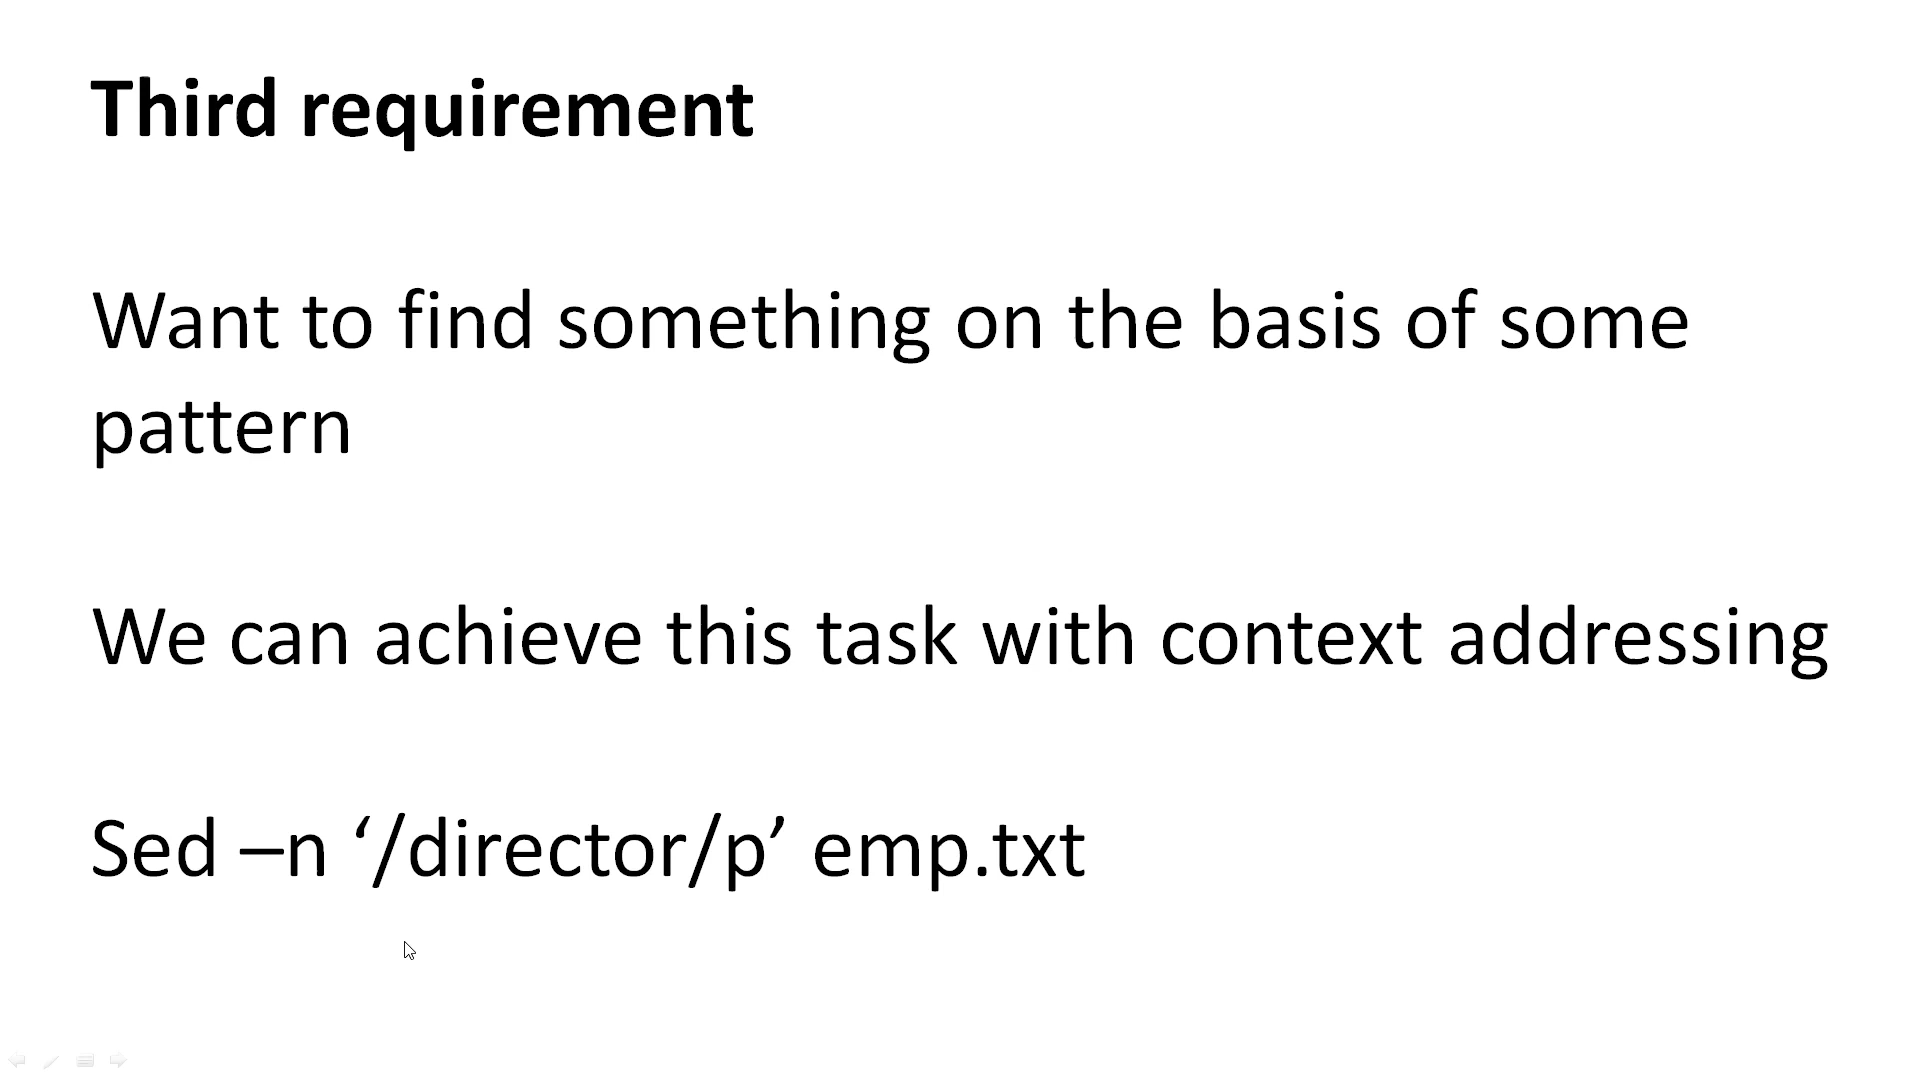 Third requirement
Want to find something on the basis of some
pattern
We can achieve this task with context addressing
Sed –n ‘/director/p’ emp.txt